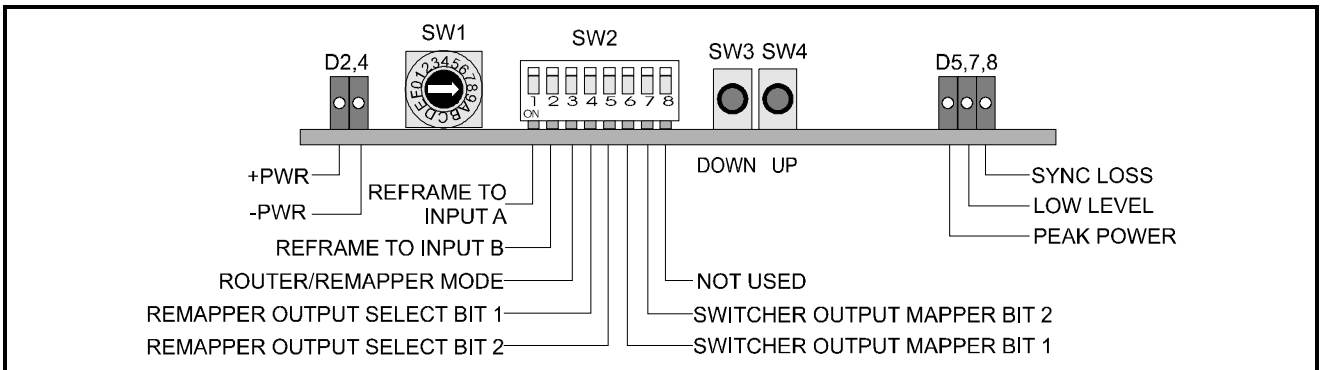 SW1
SW2
SW3 SW4
D2,4
D5,7,8
0123456789ABCDEF
1 2 3 4 5 6 7 8
ON
DOWN UP
+PWR
-PWR
REFRAME TO
INPUT A
REFRAME TO INPUT B
ROUTER/REMAPPER MODE
REMAPPER OUTPUT SELECT BIT 1
REMAPPER OUTPUT SELECT BIT 2
SYNC LOSS
LOW LEVEL
PEAK POWER
NOT USED
SWITCHER OUTPUT MAPPER BIT 2
SWITCHER OUTPUT MAPPER BIT 1